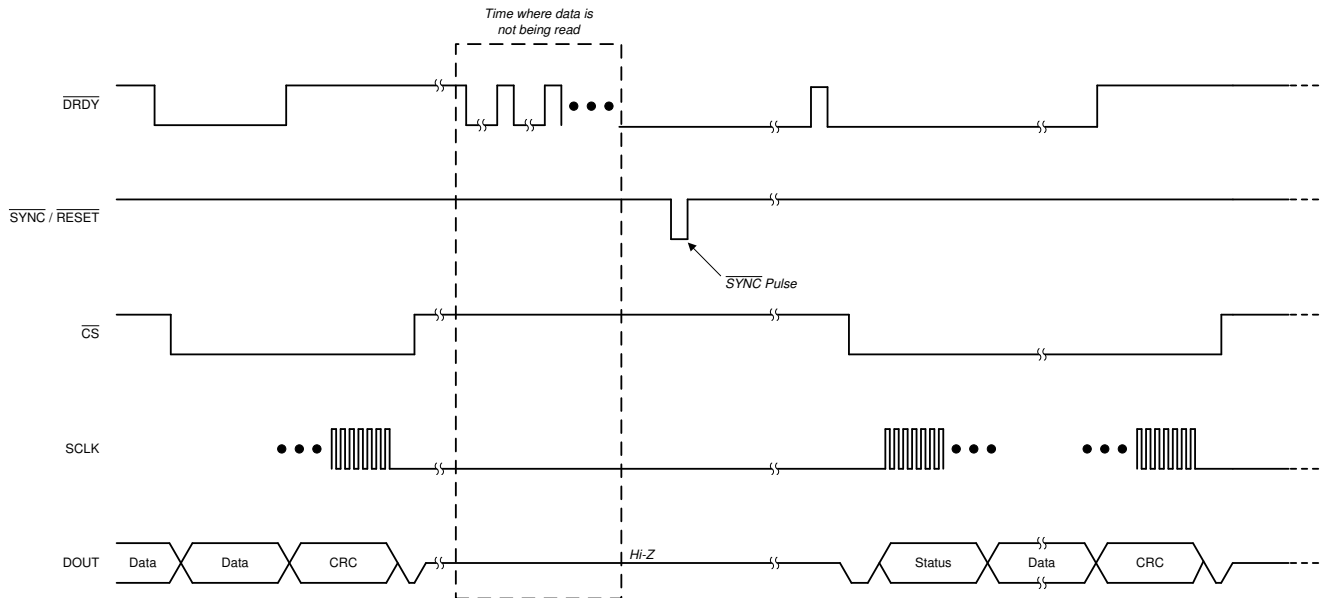 Time where data is
not being read
DRDY
SYNC / RESET
SYNC Pulse
CS
SCLK
Hi-Z
DOUT
Data
Data
CRC
Status
Data
CRC